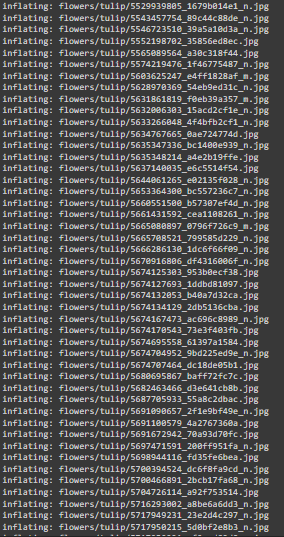 inflating: flowers/tulip/5529939805_1679b014e1_n.jpg
inflating: flowers/tulip/5543457754_89c44c88de_n.jpg
inflating: flowers/tulip/5546723510_39a5a10d3a_n.jpg
inflating: flowers/tulip/5552198702_35856ed8ec.jpg
inflating: flowers/tulip/5565089564_a30c318f44.jpg
inflating: flowers/tulip/5574219476_1f46775487_n.jpg
inflating: flowers/tulip/5603625247_e4ff1828af_m.jpg
inflating: flowers/tulip/5628970369_54eb9ed31c_n.jpg
inflating: flowers/tulip/5631861819_f0eb39a357_m.jpg
inflating: flowers/tulip/5632006303_15acd2cf1e_n.jpg
inflating: flowers/tulip/5633266048_4f4bfb2cf1_n.jpg
inflating: flowers/tulip/5634767665_0ae724774d.jpg
inflating: flowers/tulip/5635347336_bc1400e939_n.jpg
inflating: flowers/tulip/5635348214_a4e2b19ffe.jpg
inflating: flowers/tulip/5637140035_e6c5514f54.jpg
inflating: flowers/tulip/5644061265_e02135f028_n.jpg
inflating: flowers/tulip/5653364300_bc557236c7_n.jpg
inflating: flowers/tulip/5660551500_b57307ef4d_n.jpg
inflating: flowers/tulip/5661431592_cea1108261_n.jpg
inflating: flowers/tulip/5665080897_0796f726c9_m.jpg
inflating: flowers/tulip/5665708521_799585d229_n.jpg
inflating: flowers/tulip/5666286130_1dc6f66f09_n.jpg
inflating: flowers/tulip/5670916806_df4316006f_n.jpg
inflating: flowers/tulip/5674125303_953b0ecf38.jpg
inflating: flowers/tulip/5674127693_1ddbd81097.jpg
inflating: flowers/tulip/5674132053_b40a7d32ca.jpg
inflating: flowers/tulip/5674134129_2db5136cba.jpg
inflating: flowers/tulip/5674167473_ac696c8989_n.jpg
inflating: flowers/tulip/5674170543_73e3f403fb.jpg
inflating: flowers/tulip/5674695558_61397a1584.jpg
inflating: flowers/tulip/5674704952_9bd225ed9e_n.jpg
inflating: flowers/tulip/5674707464_dc18de05b1.jpg
inflating: flowers/tulip/5680695867_baff72fc7c.jpg
inflating: flowers/tulip/5682463466_d3e641cb8b.jpg
inflating: flowers/tulip/5687705933_55a8c2dbac.jpg
inflating: flowers/tulip/5691090657_2f1e9bf49e_n.jpg
inflating: flowers/tulip/5691100579_4a2767360a.jpg
inflating: flowers/tulip/5691672942_70a93d70fc.jpg
inflating: flowers/tulip/5697471591_200ff951fa_n.jpg
inflating: flowers/tulip/5698944116_fd35fe6bea.jpg
inflating: flowers/tulip/5700394524_dc6f8fa9cd_n.jpg
inflating: flowers/tulip/5700466891_2bcb17fa68_n.jpg
inflating: flowers/tulip/5704726114_a92f753514.jpg
inflating: flowers/tulip/5716293002_a8be6a6dd3_n.jpg
inflating: flowers/tulip/5717949231_23e2d4c297_n.jpg
inflating: flowers/tulip/5717950215_5d0bf2e8b3_n.jpg